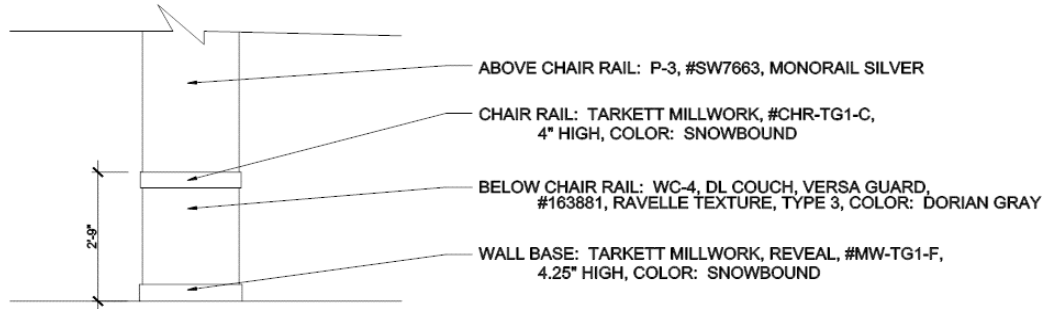 ABOVE CHAIR RAIL: P-3, #SW7663, MONORAIL SILVER
CHAIR RAIL: TARKETT MILLWORK, #CHR-TG1-C,
4" HIGH, COLOR: SNOWBOUND
BELOW CHAIR RAIL: WC-4, DL COUCH, VERSA GUARD,
#163881, RAVELLE TEXTURE, TYPE 3, COLOR: DORIAN GRAY
2'-9"
WALL BASE: TARKETT MILLWORK, REVEAL, #MW-TG1-F,
4.25" HIGH, COLOR: SNOWBOUND